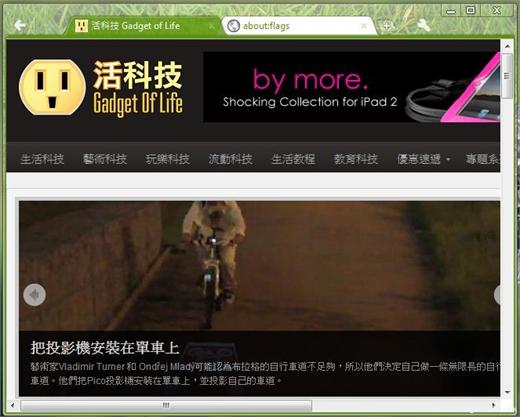 活科技 Gadget of Life
about:flags
活科技
Gadget Of Life
by more.
Shocking Collection for iPad 2
生活科技 藝術科技 玩樂科技 流動科技 生活教程 教育科技 優惠速遞 專題系
把投影機安裝在單車上
藝術家Vladimir Turner 和 Ondřej Mladý可能認為布拉格的自行車道不足夠，所以他們決定自己做一條無限長的自行
車道。他們把Pico投影機安裝在單車上，並投影自己的車道。